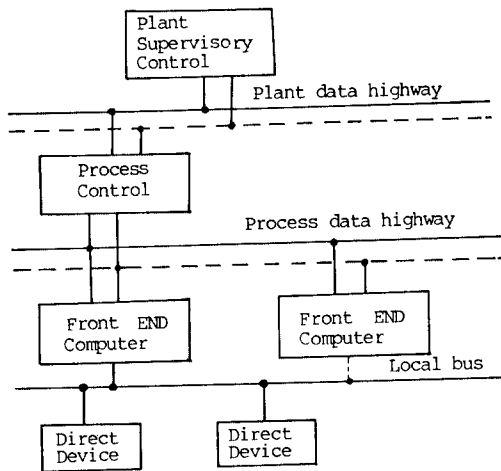 Plant
Supervisory
Control
Plant data highway
Process
Control
Process data highway
Front END
Computer
Front END
Computer
Local bus
Direct
Device
Direct
Device